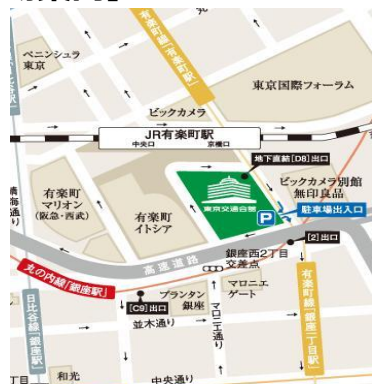 ペニンシュラ
東京
有楽町線「有楽町駅」
東京国際フォーラム
ビックカメラ
JR有楽町駅
中央口
京橋口
地下直結[D8]出口
東京交通会館
ビックカメラ別館
無印良品
P
駐車場出入口
晴海通り
有楽町
マリオン
(阪急・西武)
有楽町
イトシア
[2]出口
高速道路
銀座西2丁目
交差点
丸の内線「銀座駅」
[C9]出口
プランタン
銀座
マロニエ
ゲート
マロニエ通り
有楽町線「銀座一丁目駅」
日比谷線「銀座駅」
並木通り
和光
中央通り